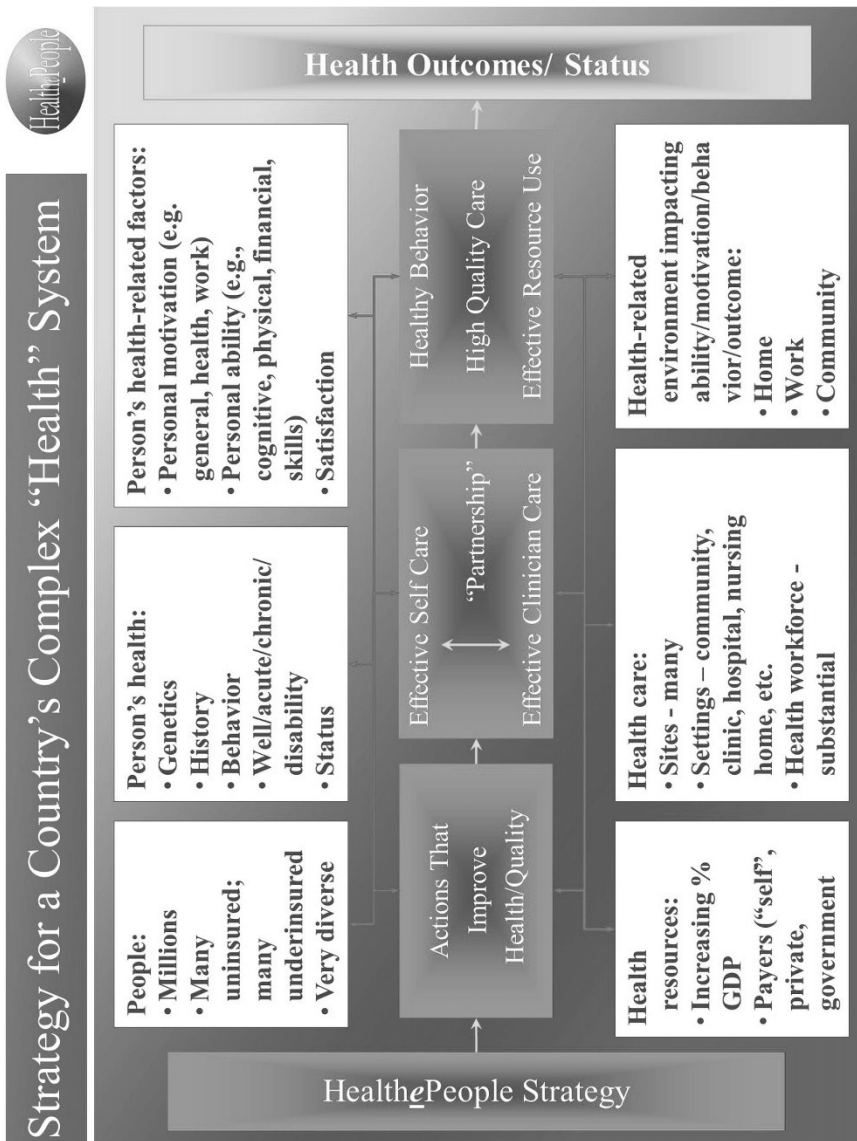 Strategy for a Country's Complex "Health" System
HealthePeople
People:
• Millions
• Many
uninsured;
many
underinsured
• Very diverse
Person's health:
• Genetics
• History
• Behavior
• Well/acute/chronic/
disability
• Status
Person's health-related factors:
• Personal motivation (e.g.
general, health, work)
• Personal ability (e.g.,
cognitive, physical, financial,
skills)
• Satisfaction
HealthePeople Strategy
Actions That
Improve
Health/Quality
Effective Self Care
"Partnership"
Effective Clinician Care
Healthy Behavior
High Quality Care
Effective Resource Use
Health Outcomes/ Status
Health
resources:
• Increasing %
GDP
• Payers ("self" ,
private,
government
Health care:
• Sites - many
• Settings – community,
clinic, hospital, nursing
home, etc.
• Health workforce -
substantial
Health-related
environment impacting
ability/motivation/beha
vior/outcome:
• Home
• Work
• Community